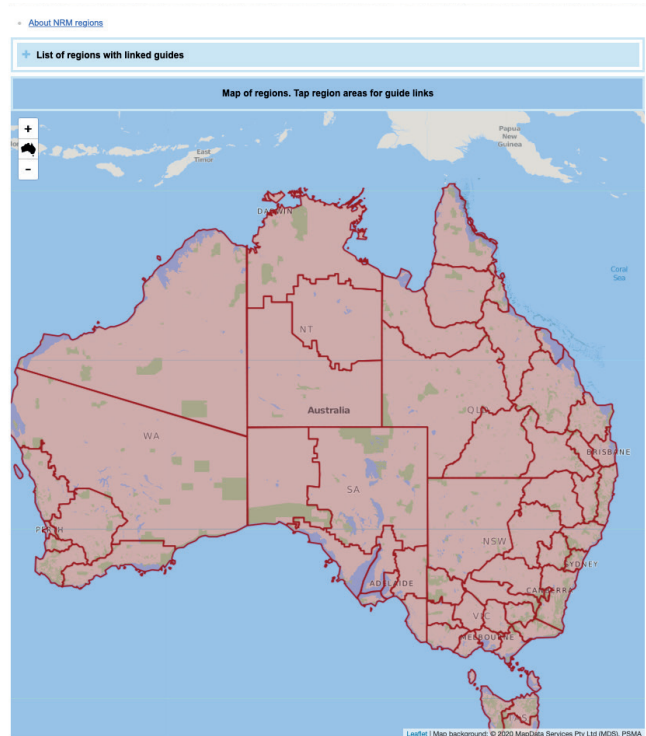 About NRM regions
+ List of regions with linked guides
Map of regions. Tap region areas for guide links
+
-
Papua
New
Guinea
East
Timor
DARWIN
Coral
Sea
NT
Australia
WA
BRISBANE
SA
PERTH
NSW
SYDNEY
ADELAIDE
CANBERRA
VIC
MELBOURNE
TAS
Leaflet | Map background: © 2020 MapData Services Pty Ltd (MDS), PSMA